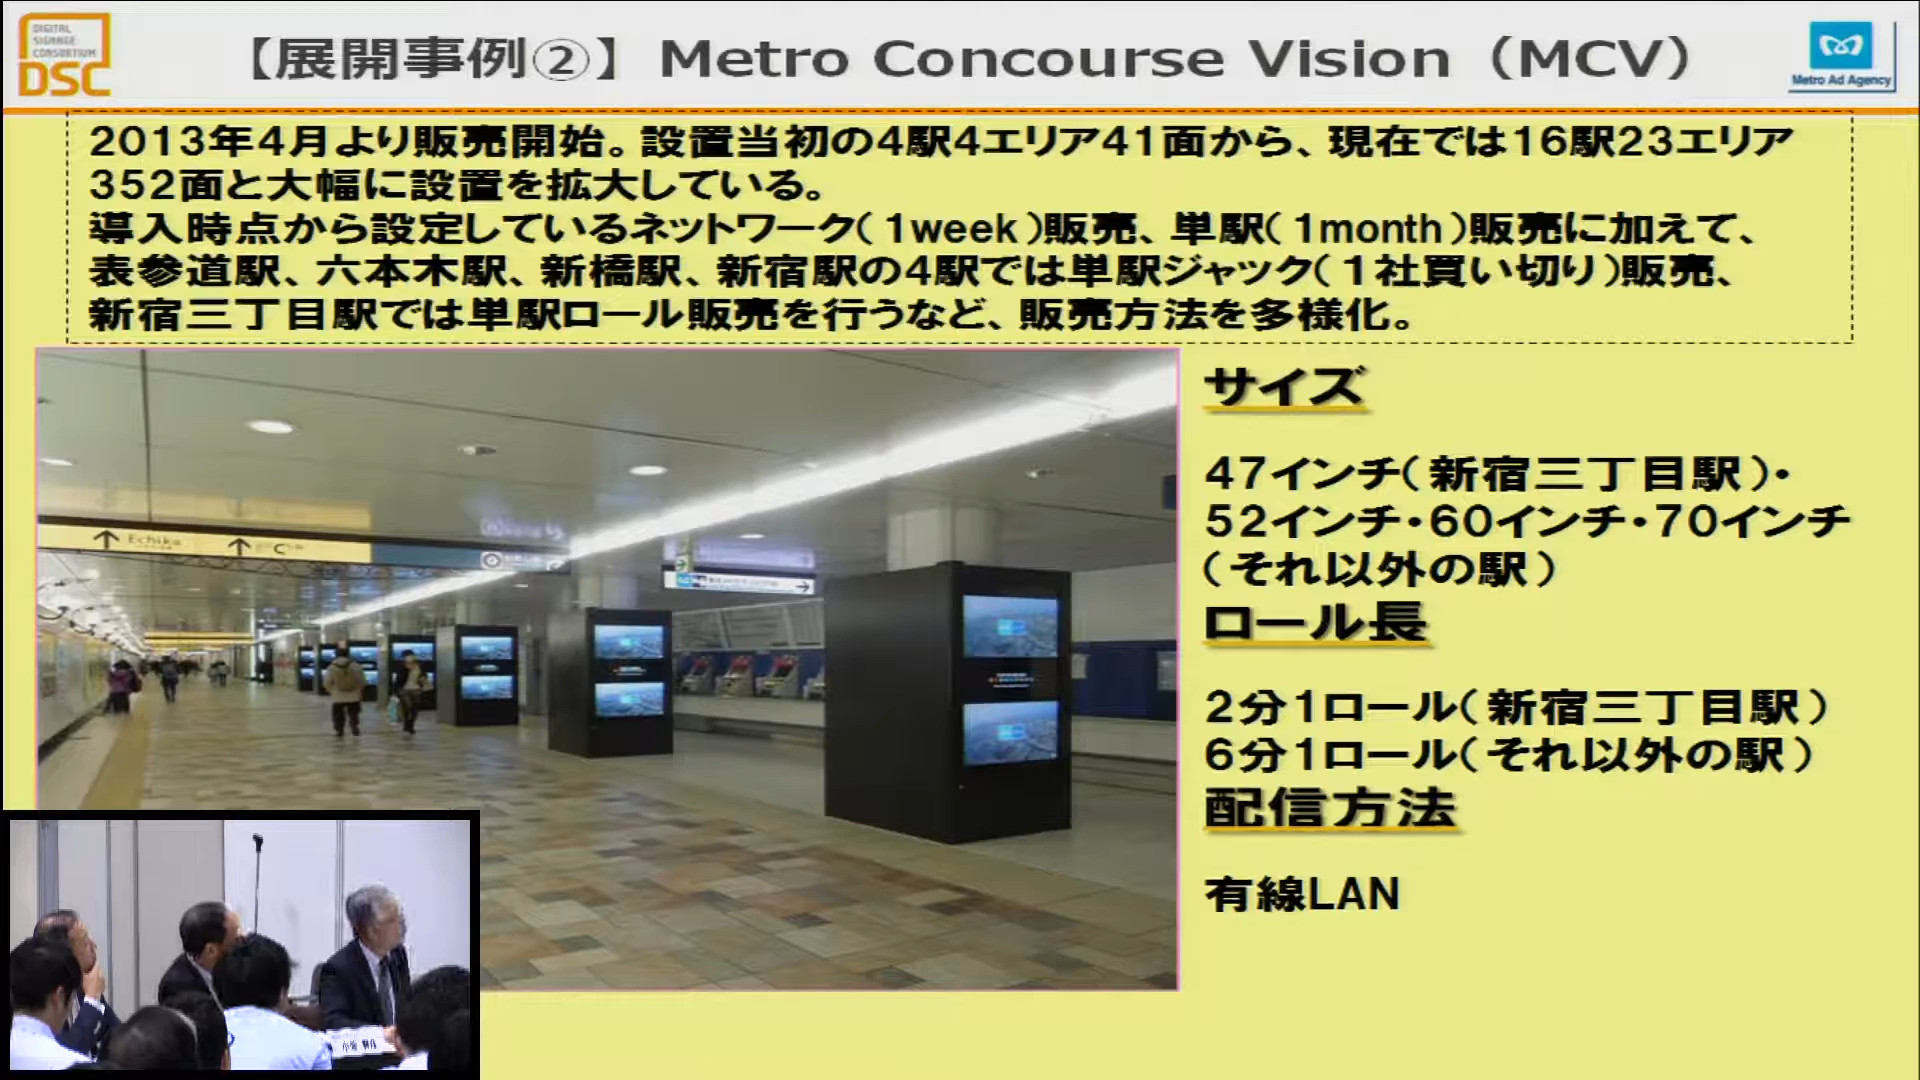 DIGITAL
SIGNAGE
CONSORTIUM
DSC
【展開事例②】 Metro Concourse Vision（MCV）
Metro Ad Agency
2013年4月より販売開始。設置当初の4駅4エリア41面から、現在では16駅23エリア
352面と大幅に設置を拡大している。
導入時点から設定しているネットワーク（1week）販売、単駅（1month）販売に加えて、
表参道駅、六本木駅、新橋駅、新宿駅の4駅では単駅ジャック（1社買い切り）販売、
新宿三丁目駅では単駅ロール販売を行うなど、販売方法を多様化。
サイズ
47インチ（新宿三丁目駅）・
52インチ・60インチ・70インチ
（それ以外の駅）
ロール長
2分1ロール（新宿三丁目駅）
6分1ロール（それ以外の駅）
配信方法
有線LAN
Echika